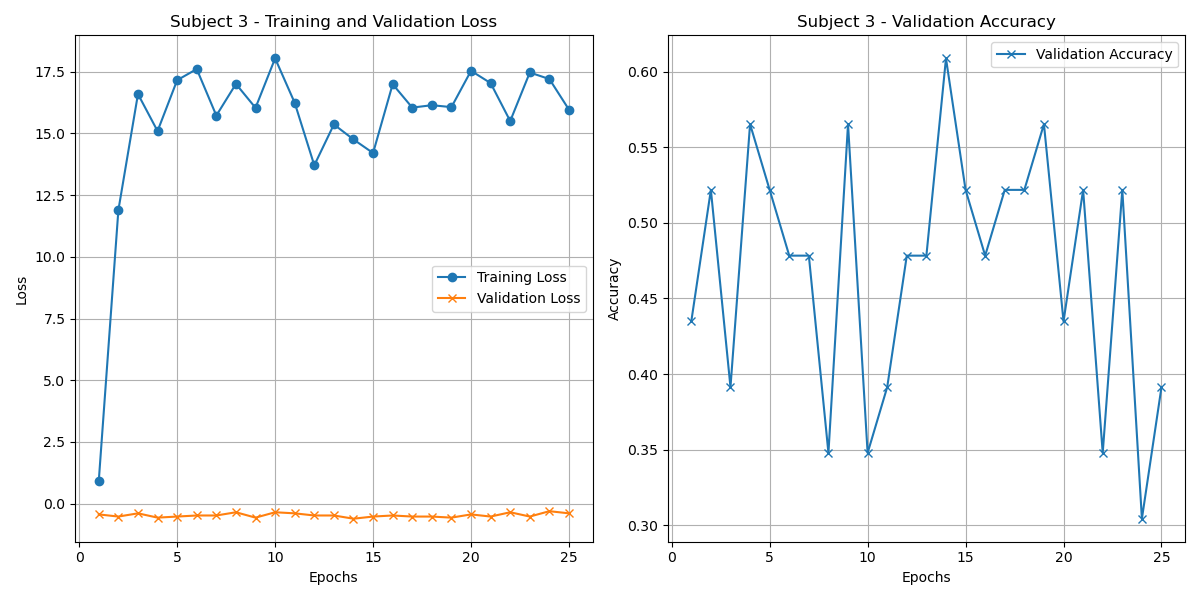 Subject 3 - Training and Validation Loss
Loss
17.5
15.0
12.5
10.0
7.5
5.0
2.5
0.0
Training Loss
Validation Loss
0 5 10 15 20 25
Epochs
Subject 3 - Validation Accuracy
Accuracy
0.60
0.55
0.50
0.45
0.40
0.35
0.30
Validation Accuracy
0 5 10 15 20 25
Epochs